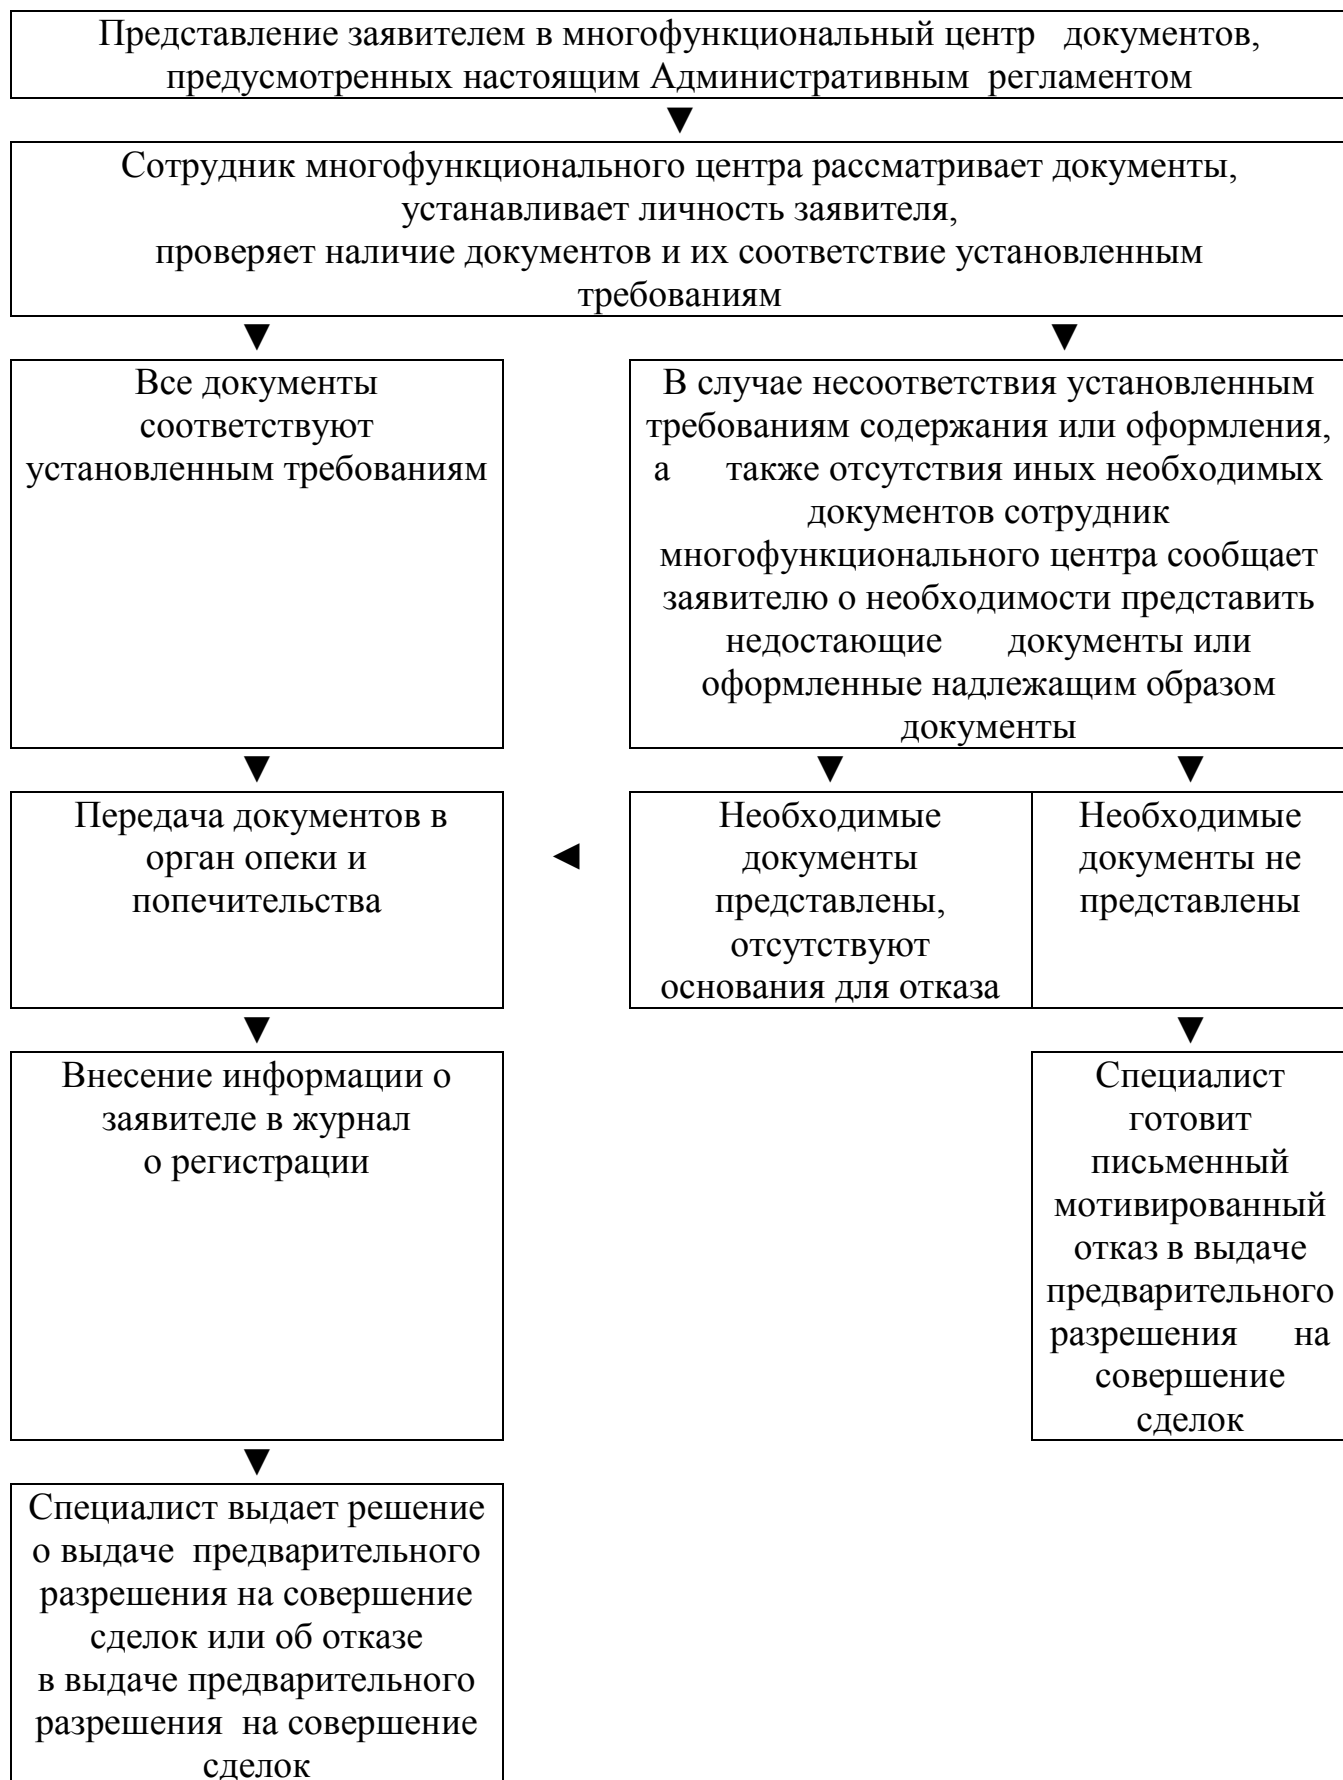 Представление заявителем в многофункциональный центр документов,
предусмотренных настоящим Административным регламентом
▼
Сотрудник многофункционального центра рассматривает документы,
устанавливает личность заявителя,
проверяет наличие документов и их соответствие установленным
требованиям
▼ ▼
Все документы
соответствуют
установленным требованиям
В случае несоответствия установленным
требованиям содержания или оформления,
а также отсутствия иных необходимых
документов сотрудник
многофункционального центра сообщает
заявителю о необходимости представить
недостающие документы или
оформленные надлежащим образом
документы
▼ ▼ ▼
Передача документов в
орган опеки и
попечительства
◄
Необходимые
документы
представлены,
отсутствуют
основания для отказа
Необходимые
документы не
представлены
▼ ▼
Внесение информации о
заявителе в журнал
о регистрации
Специалист
готовит
письменный
мотивированный
отказ в выдаче
предварительного
разрешения на
совершение
сделок
▼
Специалист выдает решение
о выдаче предварительного
разрешения на совершение
сделок или об отказе
в выдаче предварительного
разрешения на совершение
сделок